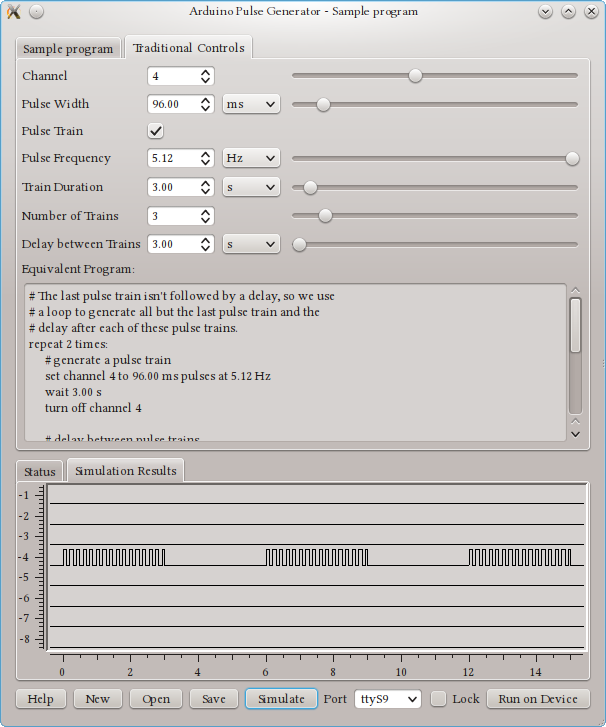 Arduino Pulse Generator - Sample program
Sample program Traditional Controls
Channel 4
Pulse Width 96.00 ms
Pulse Train
Pulse Frequency 5.12 Hz
Train Duration 3.00 s
Number of Trains 3
Delay between Trains 3.00 s
Equivalent Program:
# The last pulse train isn't followed by a delay, so we use
# a loop to generate all but the last pulse train and the
# delay after each of these pulse trains.
repeat 2 times:
# generate a pulse train
set channel 4 to 96.00 ms pulses at 5.12 Hz
wait 3.00 s
turn off channel 4
# delay between pulse trains
Status Simulation Results
-1
-2
-3
-4
-5
-6
-7
-8
0 2 4 6 8 10 12 14
Help New Open Save Simulate Port ttyS9 Lock Run on Device